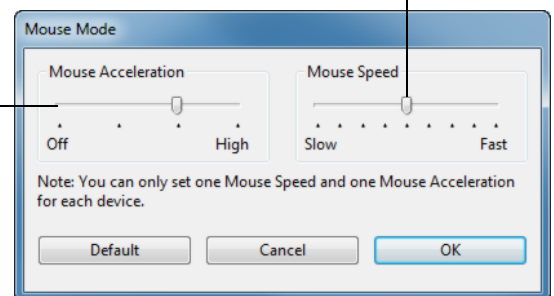 Mouse Mode
Mouse Acceleration Mouse Speed
Off High Slow Fast
Note: You can only set one Mouse Speed and one Mouse Acceleration
for each device.
Default Cancel OK